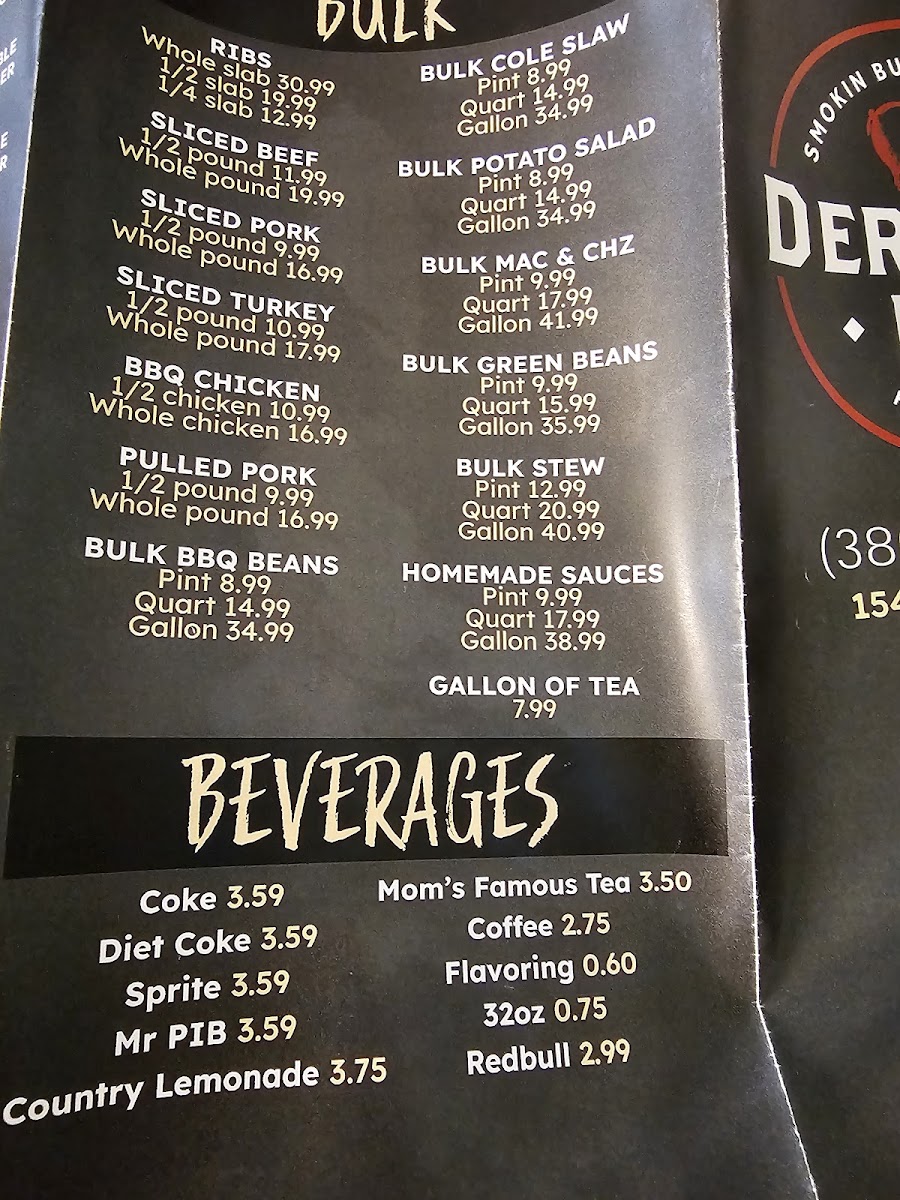 BULK
RIBS
Whole slab 30.99
1/2 slab 19.99
1/4 slab 12.99
SLICED BEEF
1/2 pound 11.99
Whole pound 19.99
SLICED PORK
1/2 pound 9.99
Whole pound 16.99
SLICED TURKEY
1/2 pound 10.99
Whole pound 17.99
BBQ CHICKEN
1/2 chicken 10.99
Whole chicken 16.99
PULLED PORK
1/2 pound 9.99
Whole pound 16.99
BULK BBQ BEANS
Pint 8.99
Quart 14.99
Gallon 34.99
BULK COLE SLAW
Pint 8.99
Quart 14.99
Gallon 34.99
BULK POTATO SALAD
Pint 8.99
Quart 14.99
Gallon 34.99
BULK MAC & CHZ
Pint 9.99
Quart 17.99
Gallon 41.99
BULK GREEN BEANS
Pint 9.99
Quart 15.99
Gallon 35.99
BULK STEW
Pint 12.99
Quart 20.99
Gallon 40.99
HOMEMADE SAUCES
Pint 9.99
Quart 17.99
Gallon 38.99
GALLON OF TEA
7.99
BEVERAGES
Coke 3.59
Diet Coke 3.59
Sprite 3.59
Mr PIB 3.59
Country Lemonade 3.75
Mom's Famous Tea 3.50
Coffee 2.75
Flavoring 0.60
32oz 0.75
Redbull 2.99
SMOKIN BU
DER
(38
154